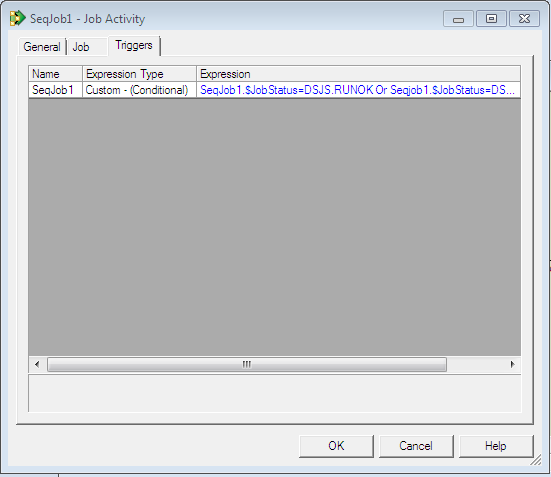 SeqJob1 - Job Activity
General Job Triggers
Name Expression Type Expression
SeqJob1 Custom - (Conditional) SeqJob1.$JobStatus=DSJS.RUNOK Or Seqjob1.$JobStatus=DS...
OK Cancel Help